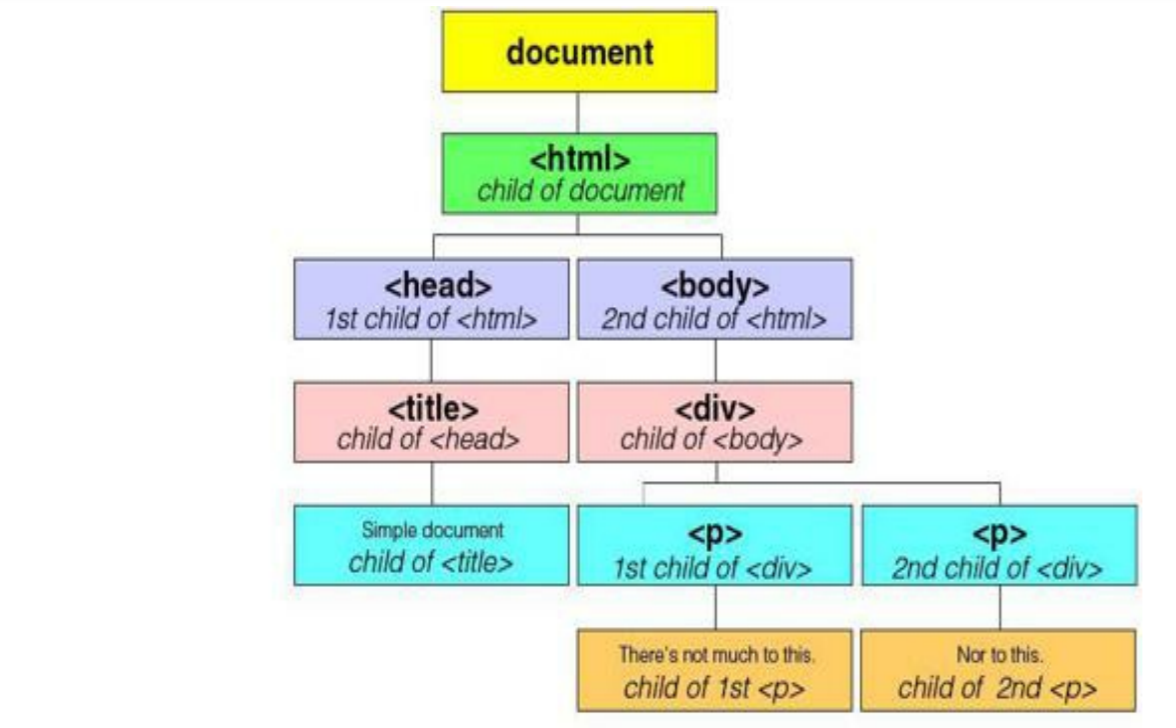 document
<html>
child of document
<head>
1st child of <html>
<body>
2nd child of <html>
<title>
child of <head>
<div>
child of <body>
Simple document
child of <title>
<p>
1st child of <div>
<p>
2nd child of <div>
There's not much to this.
child of 1st <p>
Nor to this.
child of 2nd <p>